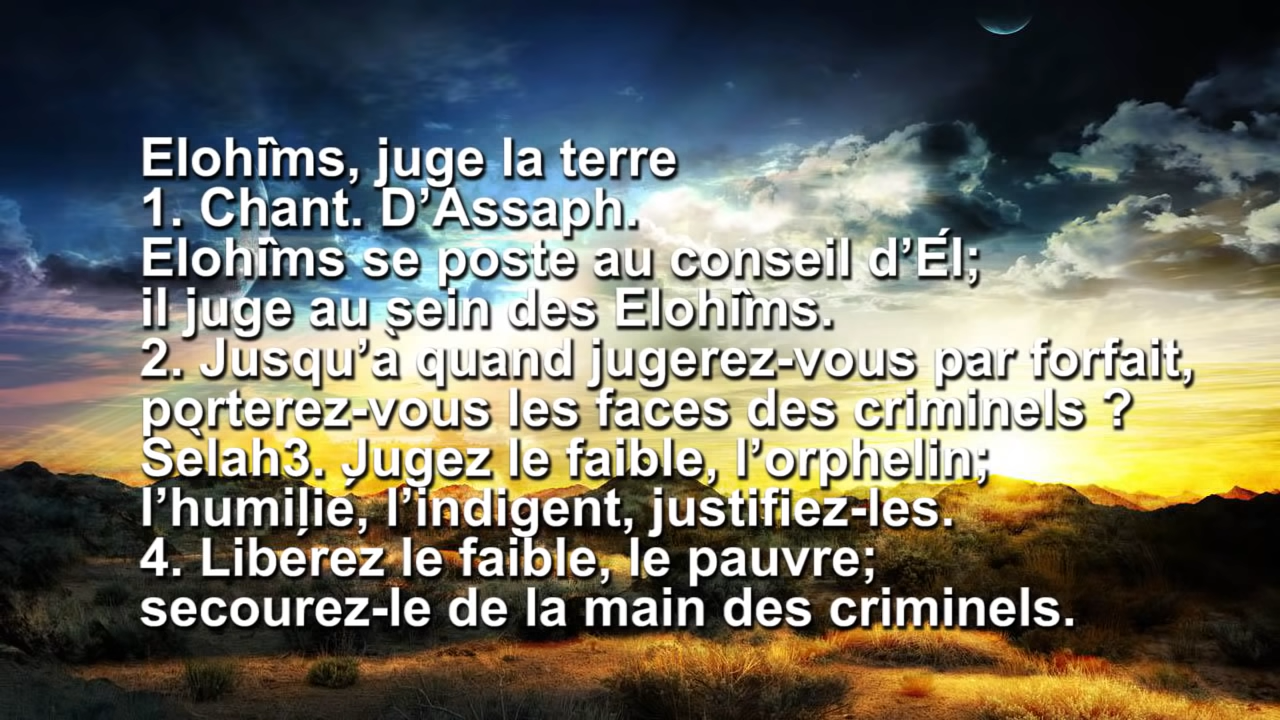 Elohîms, juge la terre
1. Chant. D’Assaph.
Elohîms se poste au conseil d’Él;
il juge au sein des Elohîms.
2. Jusqu’à quand jugerez-vous par forfait,
porterez-vous les faces des criminels ?
Sèlah3. Jugez le faible, l’orphelin;
l’humilié, l’indigent, justifiez-les.
4. Libérez le faible, le pauvre;
secourez-le de la main des criminels.